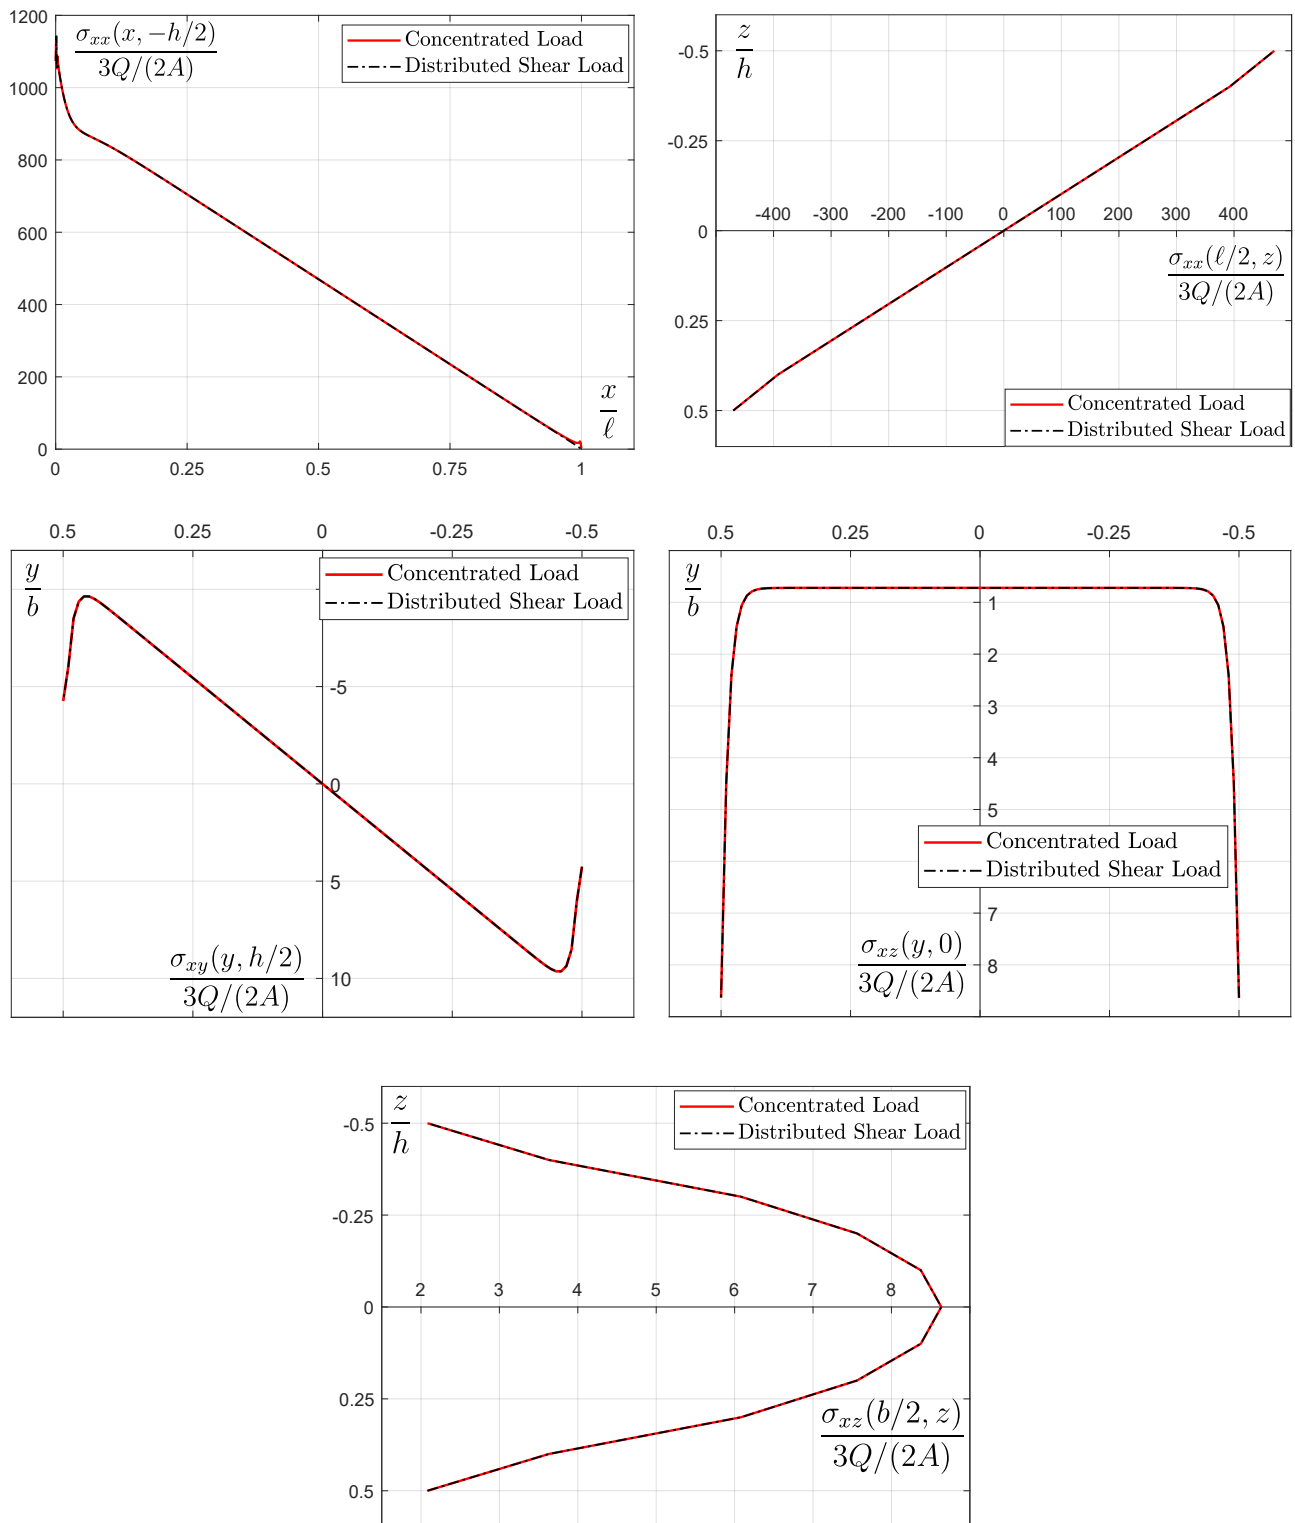 1200
1000
800
600
400
200
0
σxx(x, −h/2)
3Q/(2A)
Concentrated Load
Distributed Shear Load
x
ℓ
0 0.25 0.5 0.75 1
z
h
-0.5
-0.25
0
0.25
0.5
-400 -300 -200 -100 0 100 200 300 400
σxx(ℓ/2, z)
3Q/(2A)
Concentrated Load
Distributed Shear Load
0.5 0.25 0 -0.25 -0.5
y
b
Concentrated Load
Distributed Shear Load
-5
0
5
10
σxy(y, h/2)
3Q/(2A)
0.5 0.25 0 -0.25 -0.5
y
b
1
2
3
4
5
Concentrated Load
Distributed Shear Load
7
8
σxz(y, 0)
3Q/(2A)
z
h
Concentrated Load
Distributed Shear Load
-0.5
-0.25
2 3 4 5 6 7 8
0
0.25
0.5
σxz(b/2, z)
3Q/(2A)